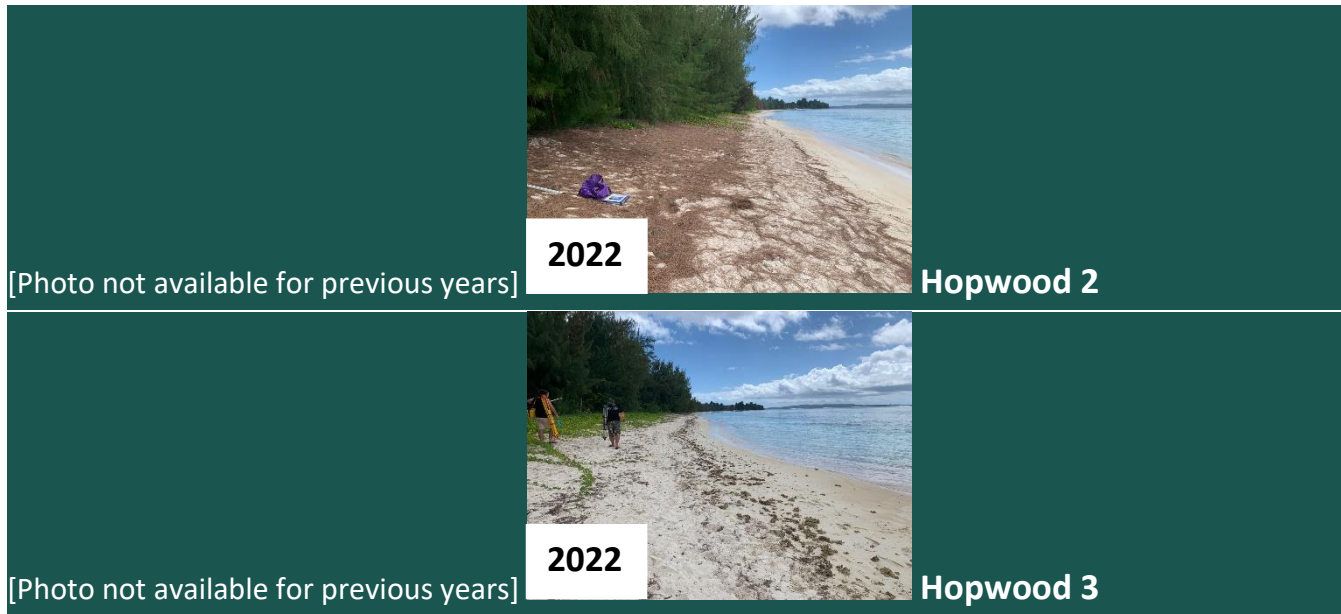 [Photo not available for previous years]
2022
Hopwood 2
[Photo not available for previous years]
2022
Hopwood 3